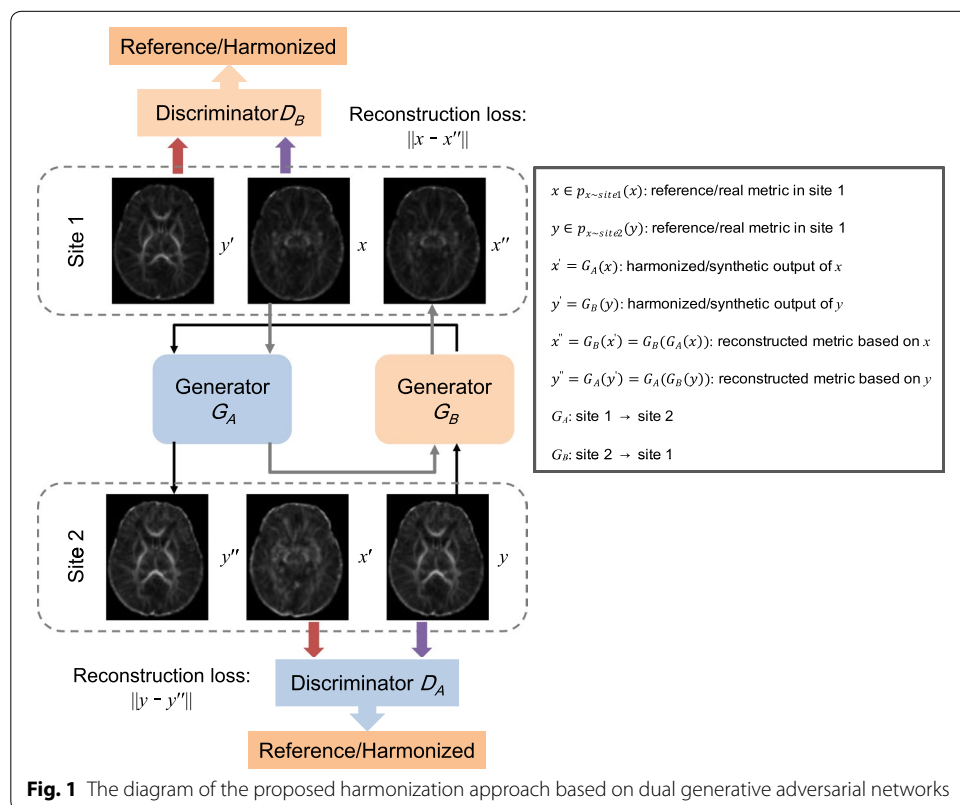 Reference/Harmonized
Discriminator D_B
Reconstruction loss:
||x - x″||
Site 1
y′
x
x″
Generator
G_A
Generator
G_B
Site 2
y″
x′
y
Reconstruction loss:
||y - y″||
Discriminator D_A
Reference/Harmonized
x ∈ p_{x~site1}(x): reference/real metric in site 1
y ∈ p_{x~site2}(y): reference/real metric in site 1
x' = G_A(x): harmonized/synthetic output of x
y' = G_B(y): harmonized/synthetic output of y
x" = G_B(x') = G_B(G_A(x)): reconstructed metric based on x
y" = G_A(y') = G_A(G_B(y)): reconstructed metric based on y
G_A: site 1 → site 2
G_B: site 2 → site 1
Fig. 1 The diagram of the proposed harmonization approach based on dual generative adversarial networks